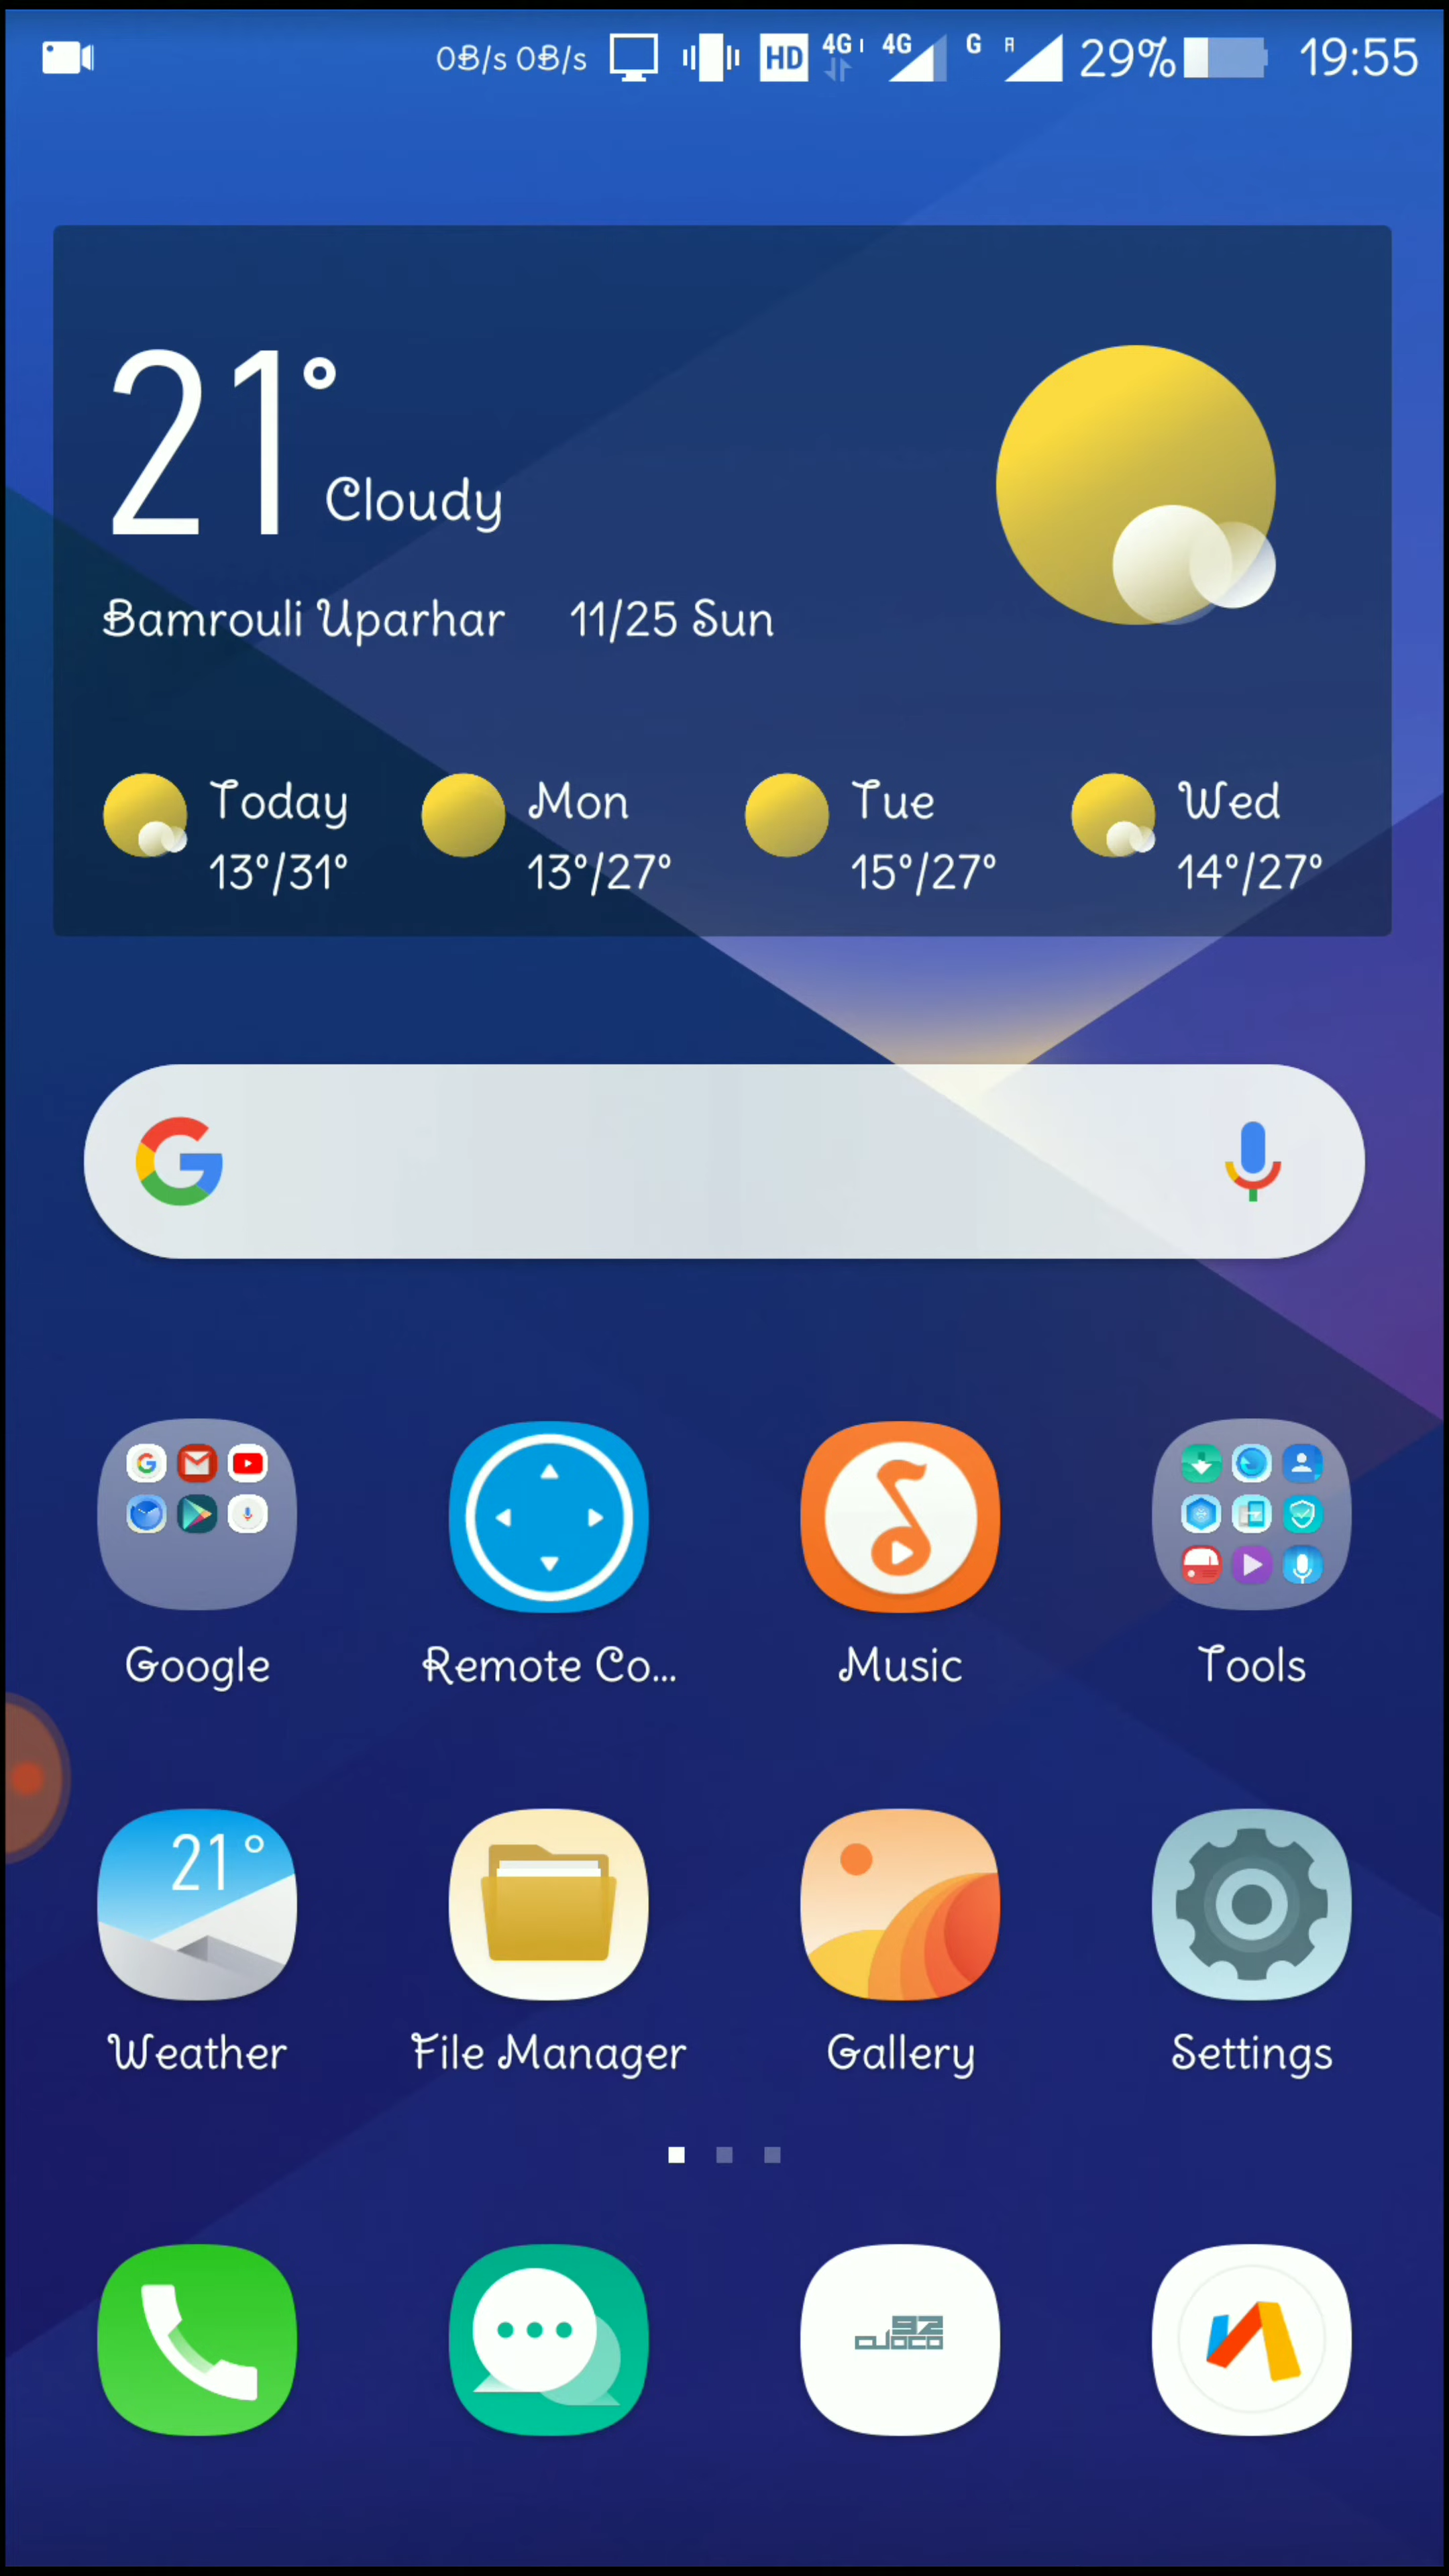 0B/s 0B/s HD 4G 4G G R 29% 19:55
21° Cloudy
Bamrouli Uparhar 11/25 Sun
Today Mon Tue Wed
13°/31° 13°/27° 15°/27° 14°/27°
Google Remote Co... Music Tools
21°
Weather File Manager Gallery Settings